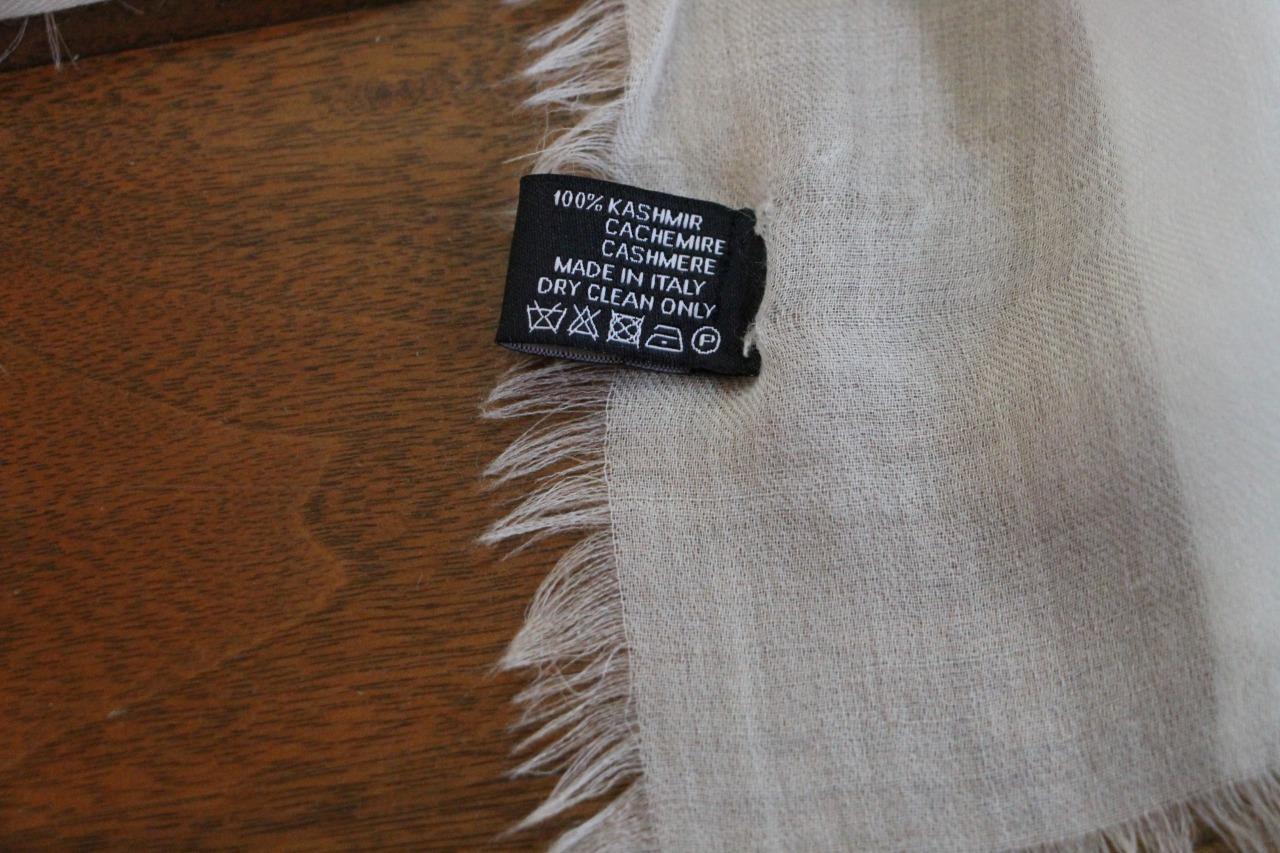 100% KASHMIR
CACHEMIRE
CASHMERE
MADE IN ITALY
DRY CLEAN ONLY
P